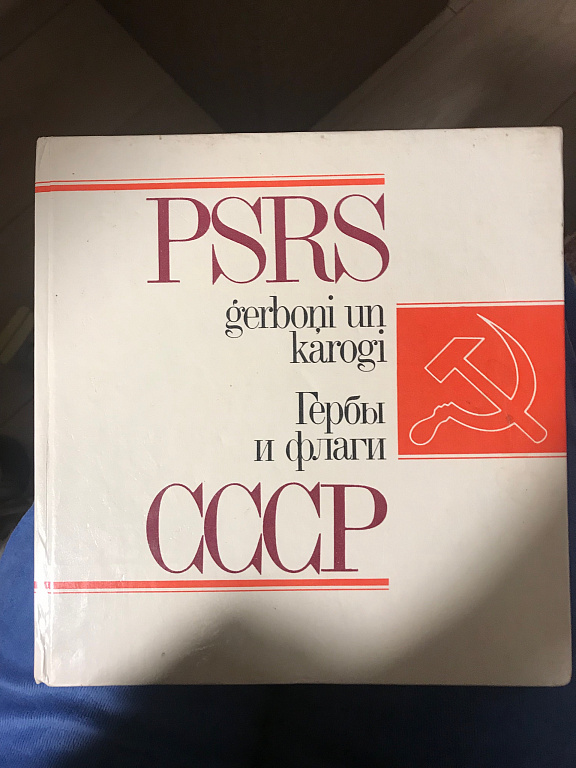 PSRS
ģerboņi un
karogi
Гербы
и флаги
СССР